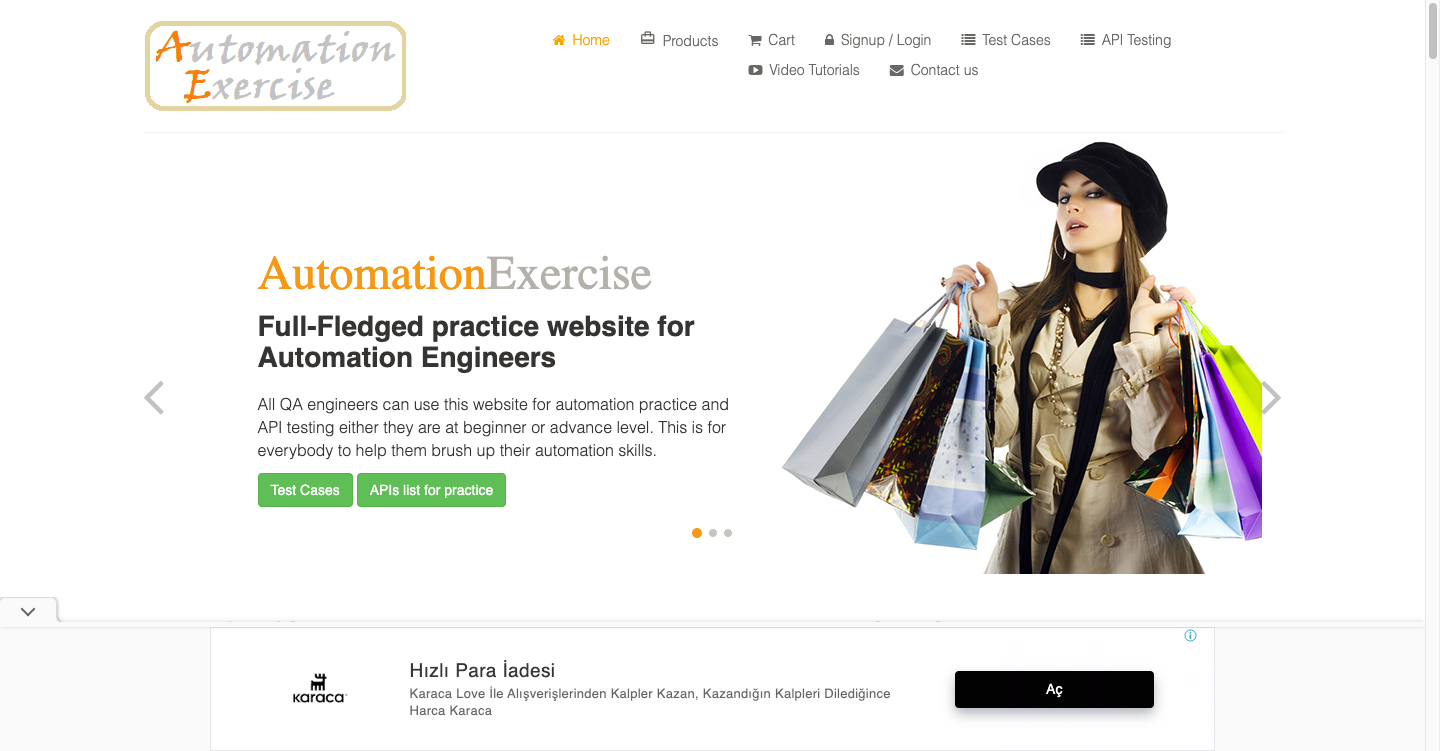 Automation
Exercise
Home Products Cart Signup / Login Test Cases API Testing
Video Tutorials Contact us
AutomationExercise
Full-Fledged practice website for
Automation Engineers
All QA engineers can use this website for automation practice and
API testing either they are at beginner or advance level. This is for
everybody to help them brush up their automation skills.
Test Cases APIs list for practice
Hızlı Para İadesi
Karaca
Karaca Love İle Alışverişlerinden Kalpler Kazan, Kazandığın Kalpleri Dilediğince
Harca Karaca
Aç